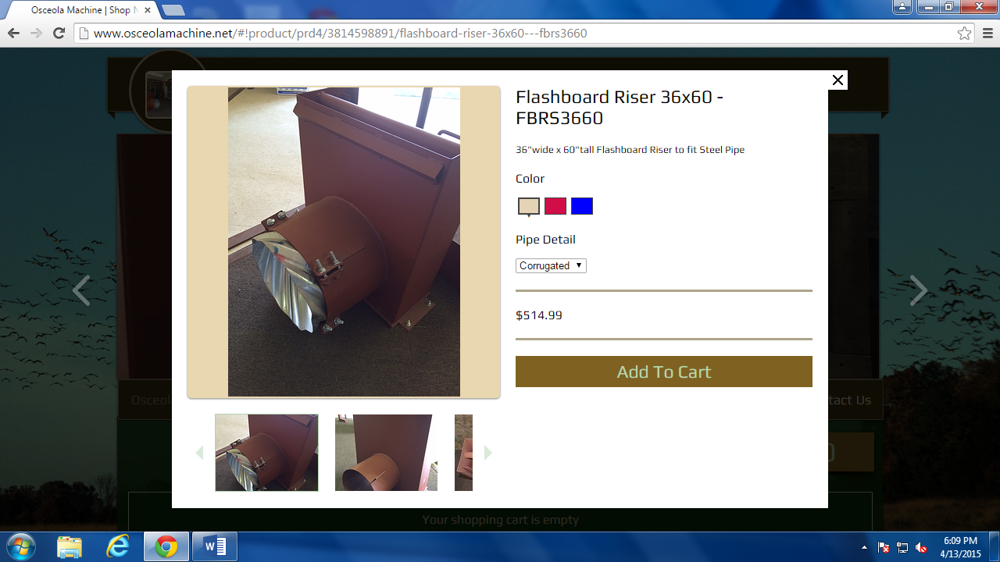 Osceola Machine | Shop N
www.osceolamachine.net/#!product/prd4/3814598891/flashboard-riser-36x60---fbrs3660
Flashboard Riser 36x60 -
FBRS3660
36"wide x 60"tall Flashboard Riser to fit Steel Pipe
Color
Pipe Detail
Corrugated
$514.99
Add To Cart
Osceol
tact Us
Your shopping cart is empty
6:09 PM
4/13/2015